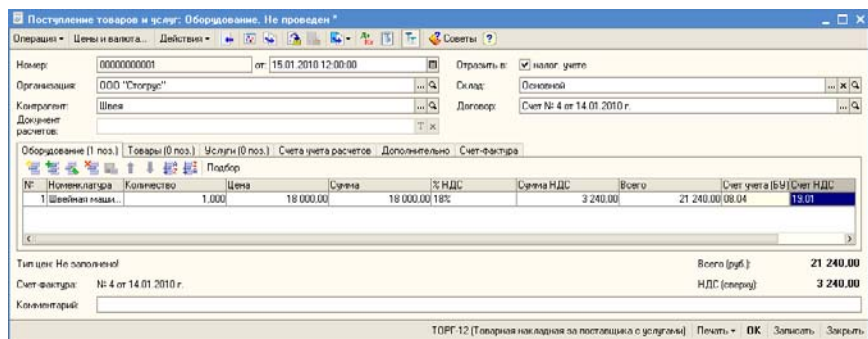 Поступление товаров и услуг: Оборудование. Не проведен *
Операция Цены и валюта... Действия Советы ?
Номер: 00000000001 от: 15.01.2010 12:00:00 Отразить в: налог. учете
Организация: ООО "Стогрус" ... Склад: Основной ... x
Контрагент: Швея ... Договор: Счет № 4 от 14.01.2010 г. ...
Документ расчетов: T x
Оборудование (1 поз.) Товары (0 поз.) Услуги (0 поз.) Счета учета расчетов Дополнительно Счет-фактура
Подбор
№ Номенклатура Количество Цена Сумма % НДС Сумма НДС Всего Счет учета (БУ) Счет НДС
1 Швейная маши... 1,000 18 000,00 18 000,00 18% 3 240,00 21 240,00 08.04 19.01
Тип цен: Не заполнено! Всего (руб.): 21 240,00
Счет-фактура: № 4 от 14.01.2010 г. НДС (сверху): 3 240,00
Комментарий:
ТОРГ-12 (Товарная накладная за поставщика с услугами) Печать OK Записать Закрыть